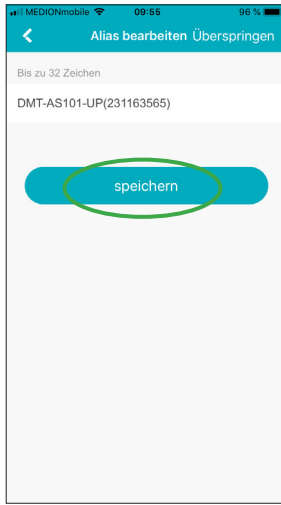 MEDIONmobile 09:55 96 %
Alias bearbeiten Überspringen
Bis zu 32 Zeichen
DMT-AS101-UP(231163565)
speichern